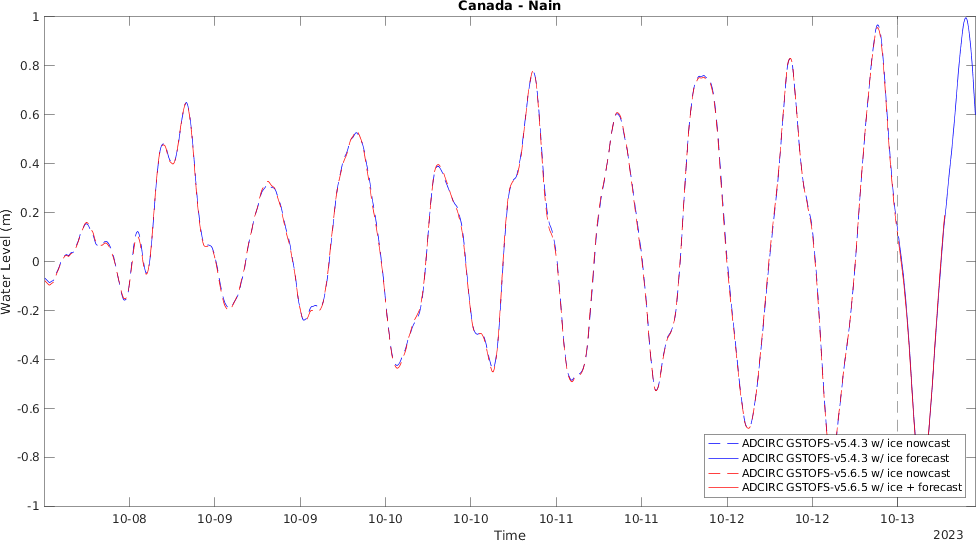 Canada - Nain
1
0.8
0.6
0.4
0.2
0
-0.2
-0.4
-0.6
-0.8
-1
Water Level (m)
ADCIRC GSTOFS-v5.4.3 w/ ice nowcast
ADCIRC GSTOFS-v5.4.3 w/ ice forecast
ADCIRC GSTOFS-v5.6.5 w/ ice nowcast
ADCIRC GSTOFS-v5.6.5 w/ ice + forecast
10-08 10-09 10-09 10-10 10-10 10-11 10-11 10-12 10-12 10-13
Time
2023